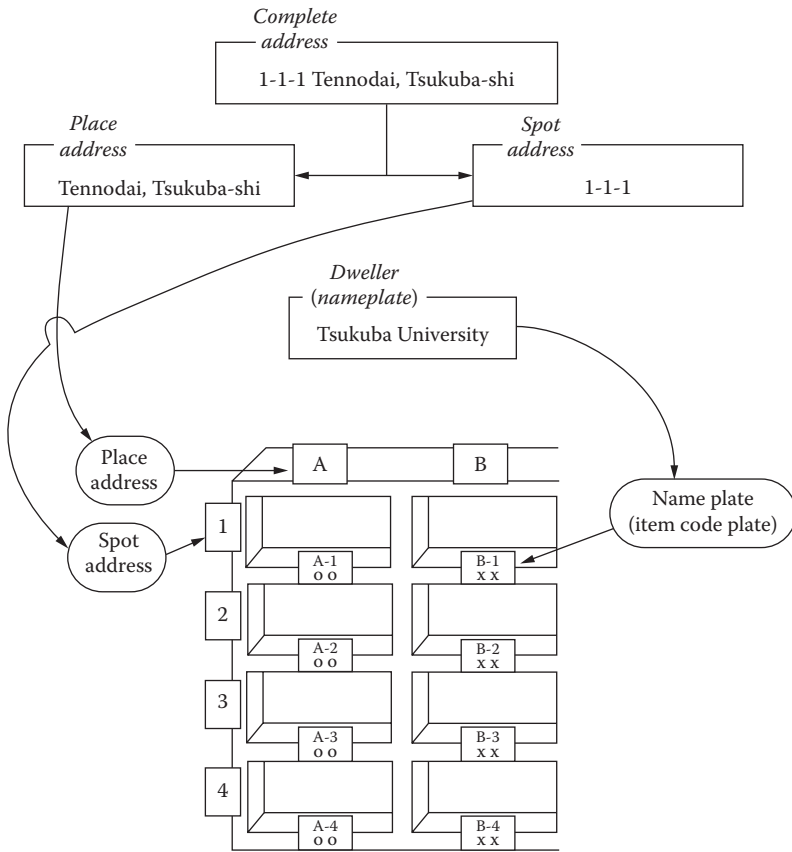 Complete
address
1-1-1 Tennodai, Tsukuba-shi
Place
address
Tennodai, Tsukuba-shi
Spot
address
1-1-1
Dweller
(nameplate)
Tsukuba University
Place
address
A
B
Name plate
(item code plate)
Spot
address
1
A-1
o o
B-1
x x
2
A-2
o o
B-2
x x
3
A-3
o o
B-3
x x
4
A-4
o o
B-4
x x